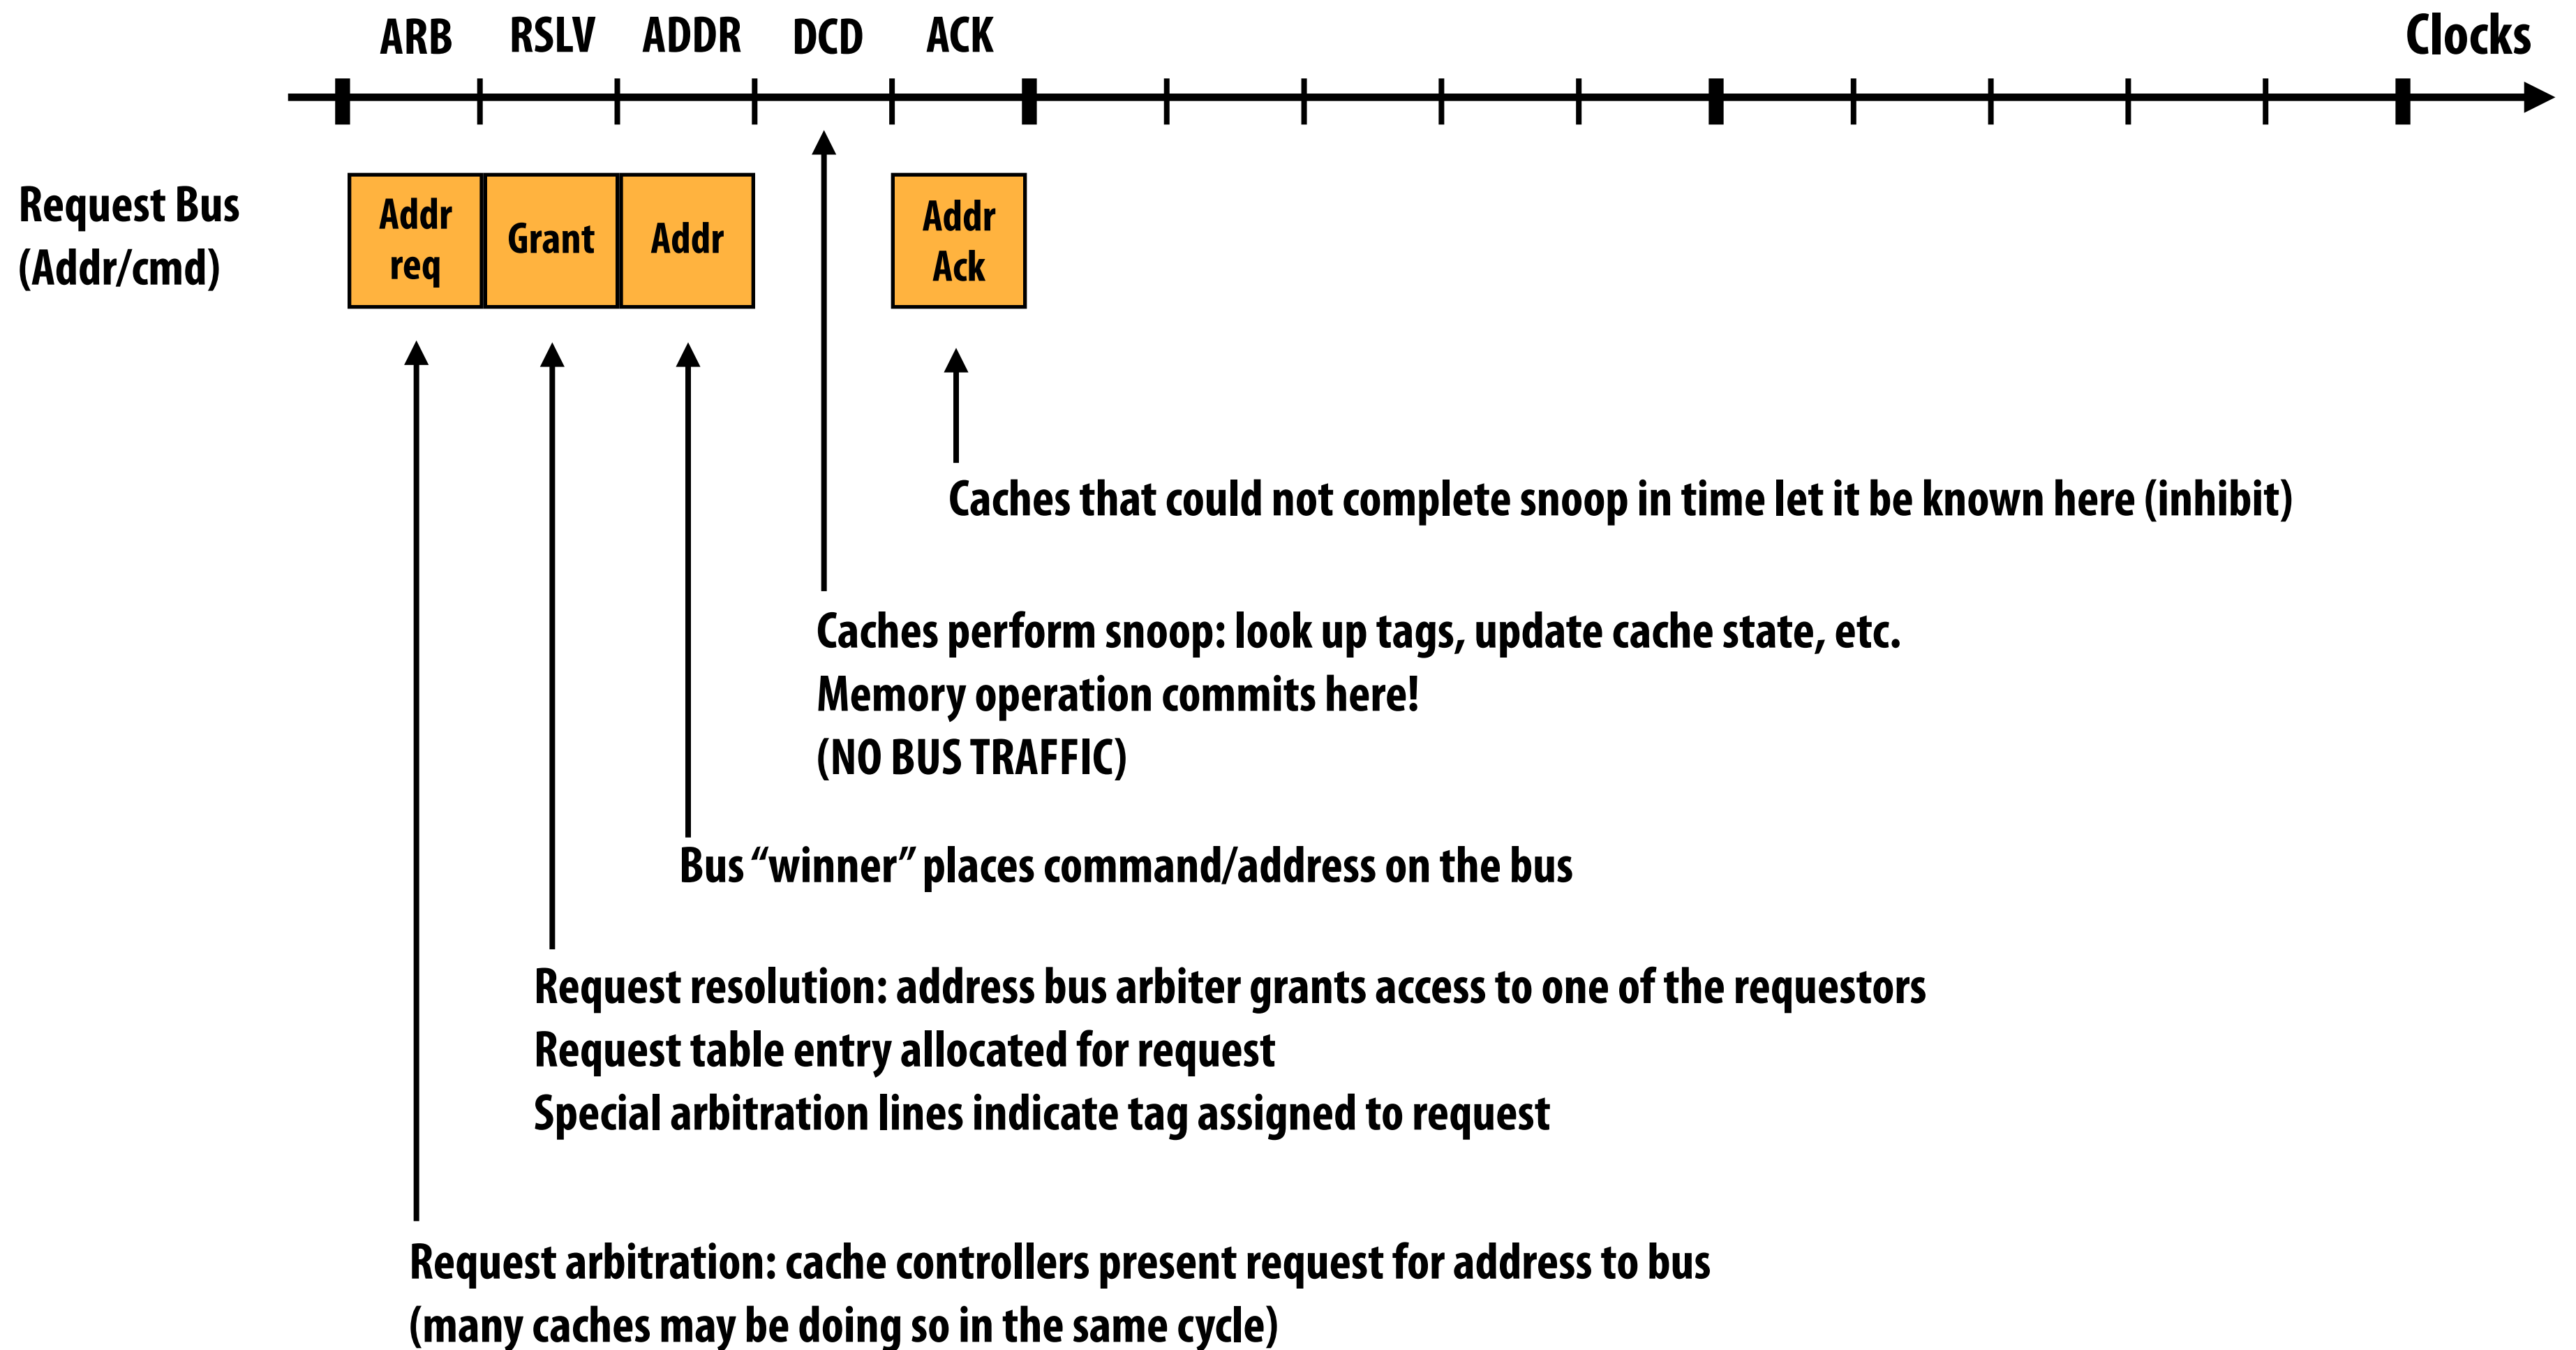 ARB RSLV ADDR DCD ACK Clocks
Request Bus
(Addr/cmd)
Addr
req
Grant
Addr
Addr
Ack
Caches that could not complete snoop in time let it be known here (inhibit)
Caches perform snoop: look up tags, update cache state, etc.
Memory operation commits here!
(NO BUS TRAFFIC)
Bus “winner” places command/address on the bus
Request resolution: address bus arbiter grants access to one of the requestors
Request table entry allocated for request
Special arbitration lines indicate tag assigned to request
Request arbitration: cache controllers present request for address to bus
(many caches may be doing so in the same cycle)